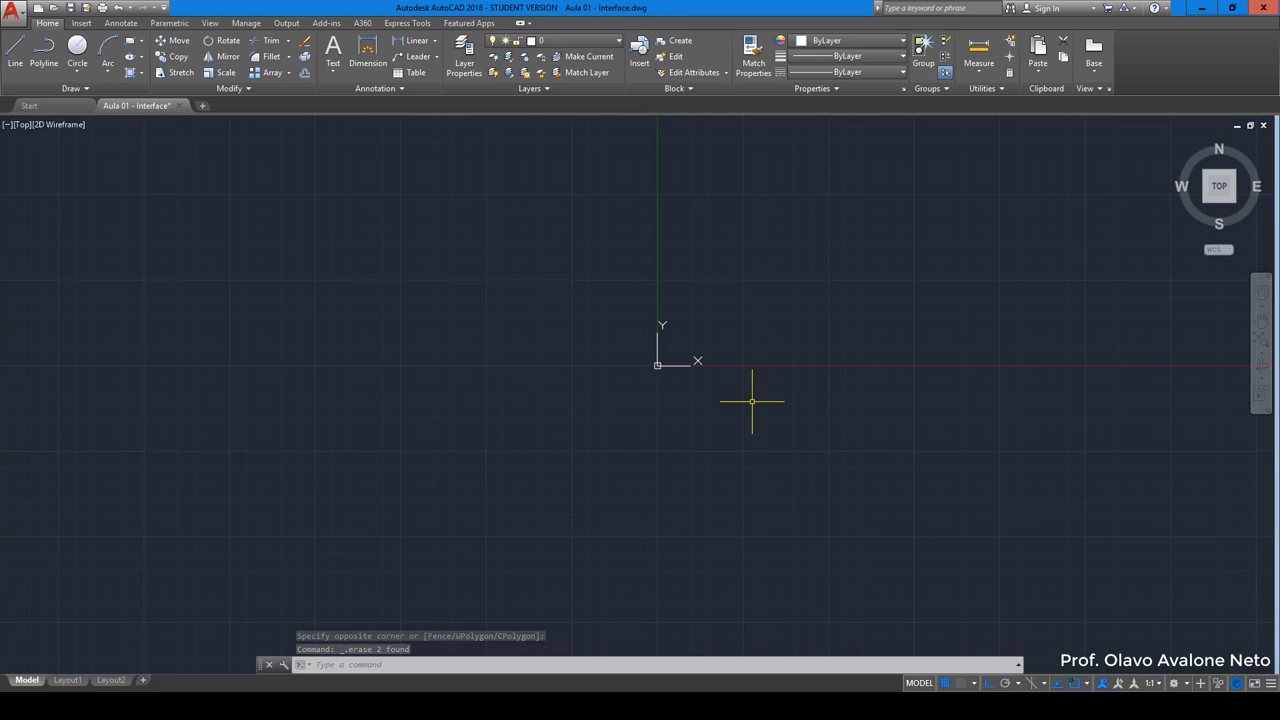 Autodesk AutoCAD 2018 - STUDENT VERSION Aula 01 - Interface.dwg
Type a keyword or phrase
Sign In
Home Insert Annotate Parametric View Manage Output Add-ins A360 Express Tools Featured Apps
Line Polyline Circle Arc
Move Rotate Trim
Copy Mirror Fillet
Stretch Scale Array
Text Dimension
Linear
Leader
Table
Layer Properties
0
Make Current
Match Layer
Insert
Create
Edit
Edit Attributes
Match Properties
ByLayer
ByLayer
ByLayer
Group
Measure
Paste
Base
Draw Modify Annotation Layers Block Properties Groups Utilities Clipboard View
Start Aula 01 - Interface*
[−][Top][2D Wireframe]
N
W TOP E
S
WCS
Y
X
Specify opposite corner or [Fence/WPolygon/CPolygon]:
Command: _.erase 2 found
Type a command
Prof. Olavo Avalone Neto
Model Layout1 Layout2
MODEL
1:1